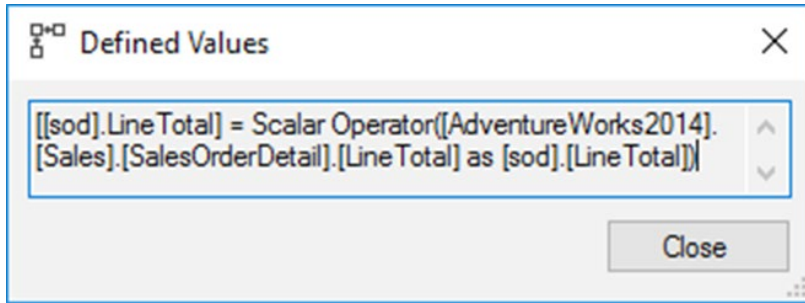 Defined Values
[[sod].LineTotal] = Scalar Operator([AdventureWorks2014].
[Sales].[SalesOrderDetail].[LineTotal] as [sod].[LineTotal])
Close